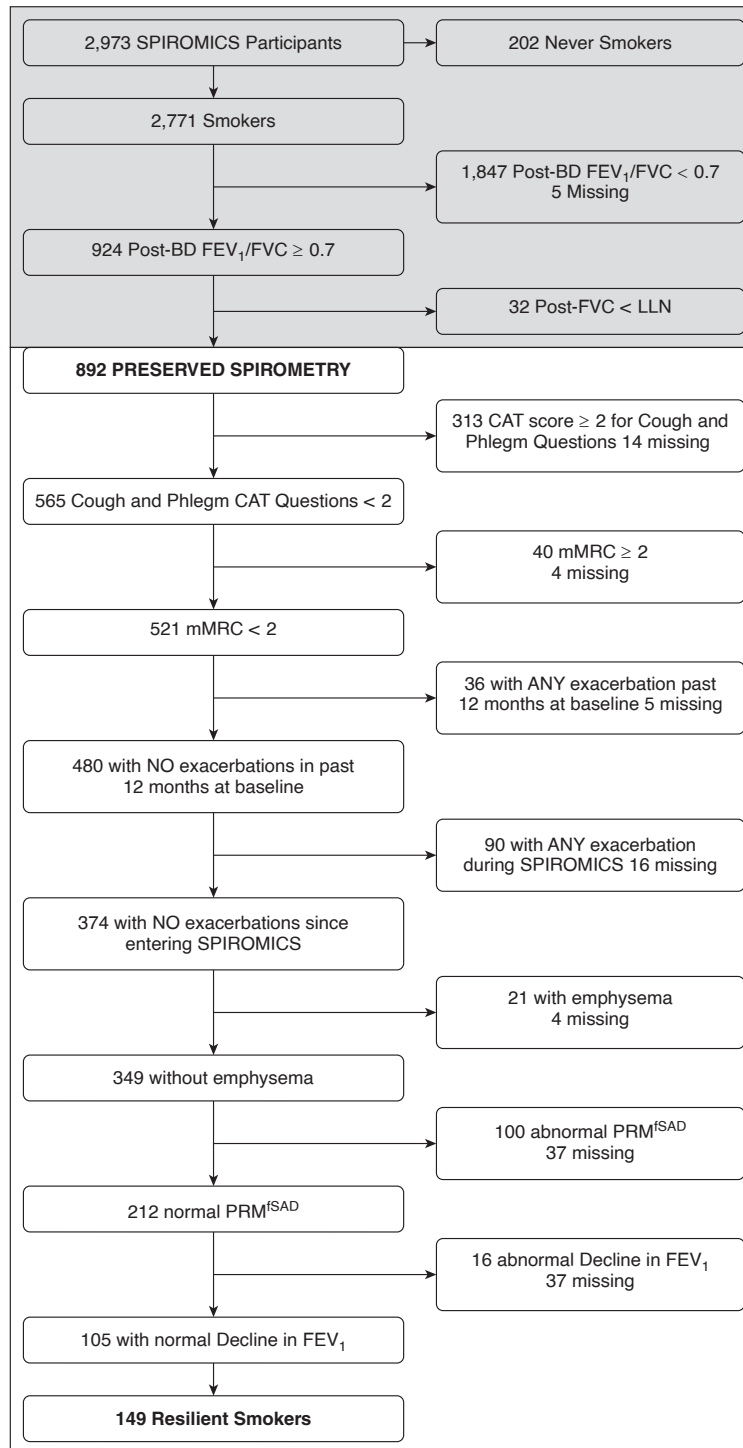 2,973 SPIROMICS Participants
202 Never Smokers
2,771 Smokers
1,847 Post-BD FEV₁/FVC < 0.7
5 Missing
924 Post-BD FEV₁/FVC ≥ 0.7
32 Post-FVC < LLN
892 PRESERVED SPIROMETRY
313 CAT score ≥ 2 for Cough and
Phlegm Questions 14 missing
565 Cough and Phlegm CAT Questions < 2
40 mMRC ≥ 2
4 missing
521 mMRC < 2
36 with ANY exacerbation past
12 months at baseline 5 missing
480 with NO exacerbations in past
12 months at baseline
90 with ANY exacerbation
during SPIROMICS 16 missing
374 with NO exacerbations since
entering SPIROMICS
21 with emphysema
4 missing
349 without emphysema
100 abnormal PRM^fSAD
37 missing
212 normal PRM^fSAD
16 abnormal Decline in FEV₁
37 missing
105 with normal Decline in FEV₁
149 Resilient Smokers